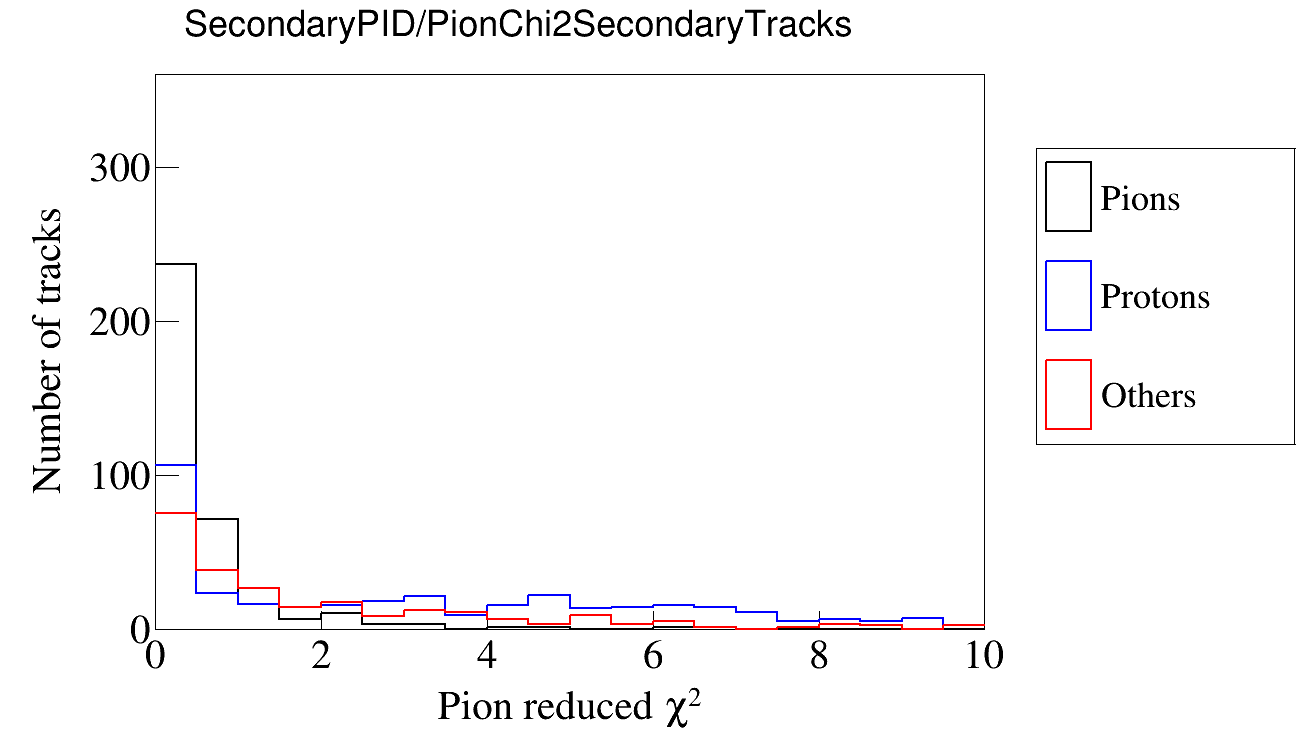 SecondaryPID/PionChi2SecondaryTracks
Number of tracks
300
200
100
0
0 2 4 6 8 10
Pion reduced χ²
Pions
Protons
Others